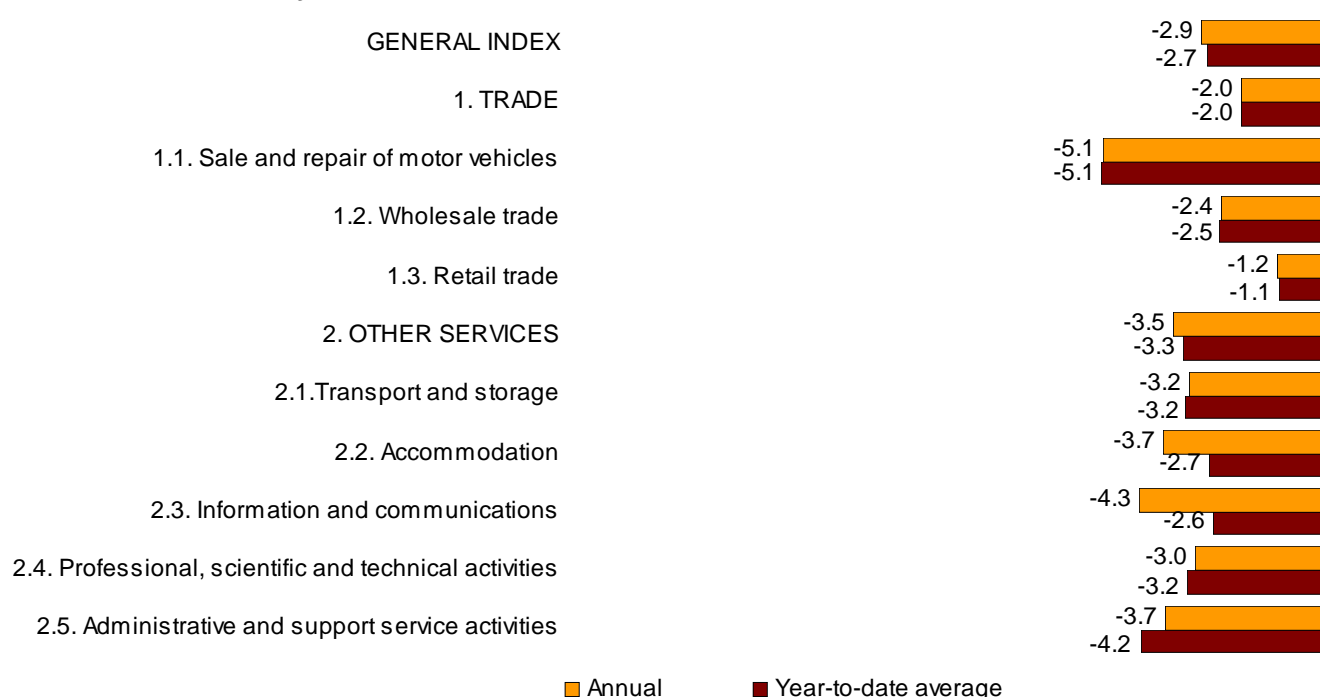 GENERAL INDEX
-2.9
-2.7
1. TRADE
-2.0
-2.0
1.1. Sale and repair of motor vehicles
-5.1
-5.1
1.2. Wholesale trade
-2.4
-2.5
1.3. Retail trade
-1.2
-1.1
2. OTHER SERVICES
-3.5
-3.3
2.1.Transport and storage
-3.2
-3.2
2.2. Accommodation
-3.7
-2.7
2.3. Information and communications
-4.3
-2.6
2.4. Professional, scientific and technical activities
-3.0
-3.2
2.5. Administrative and support service activities
-3.7
-4.2
Annual Year-to-date average